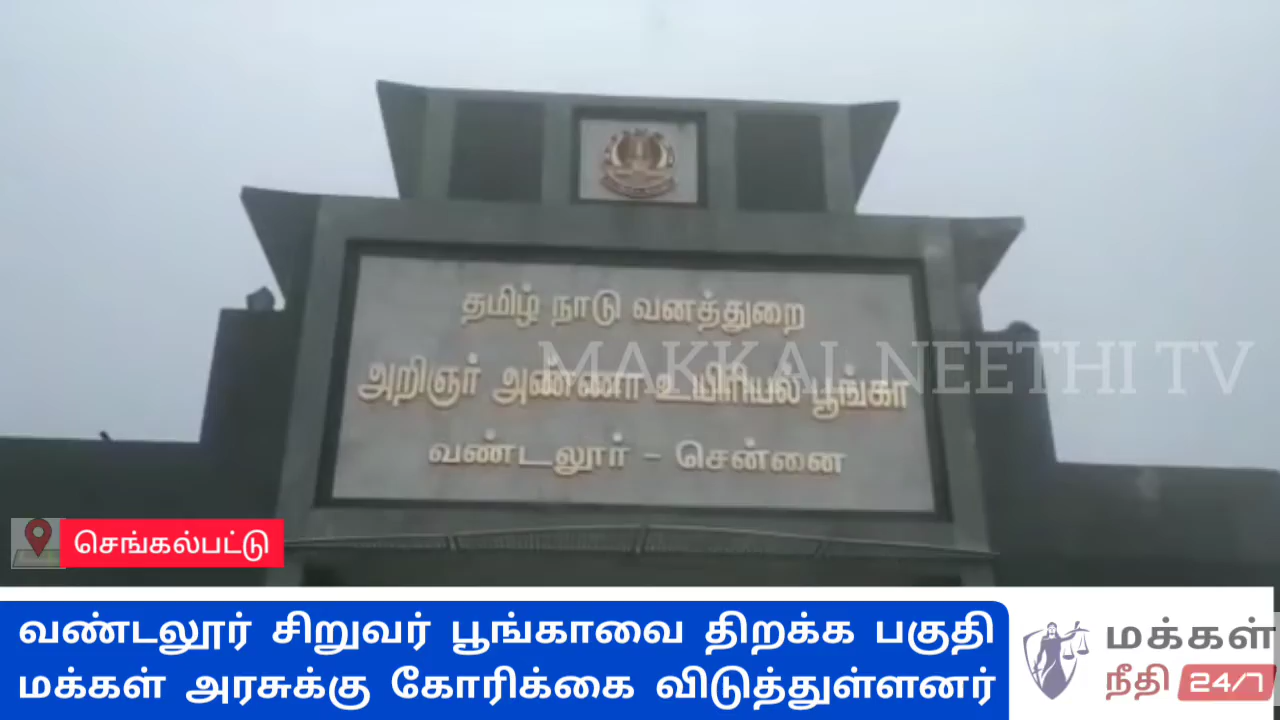 தமிழ் நாடு வனத்துறை
அறிஞர் அண்ணா உயிரியல் பூங்கா
வண்டலூர் – சென்னை
MAKKAL NEETHI TV
செங்கல்பட்டு
வண்டலூர் சிறுவர் பூங்காவை திறக்க பகுதி
மக்கள் அரசுக்கு கோரிக்கை விடுத்துள்ளனர்
மக்கள்
நீதி 24/7